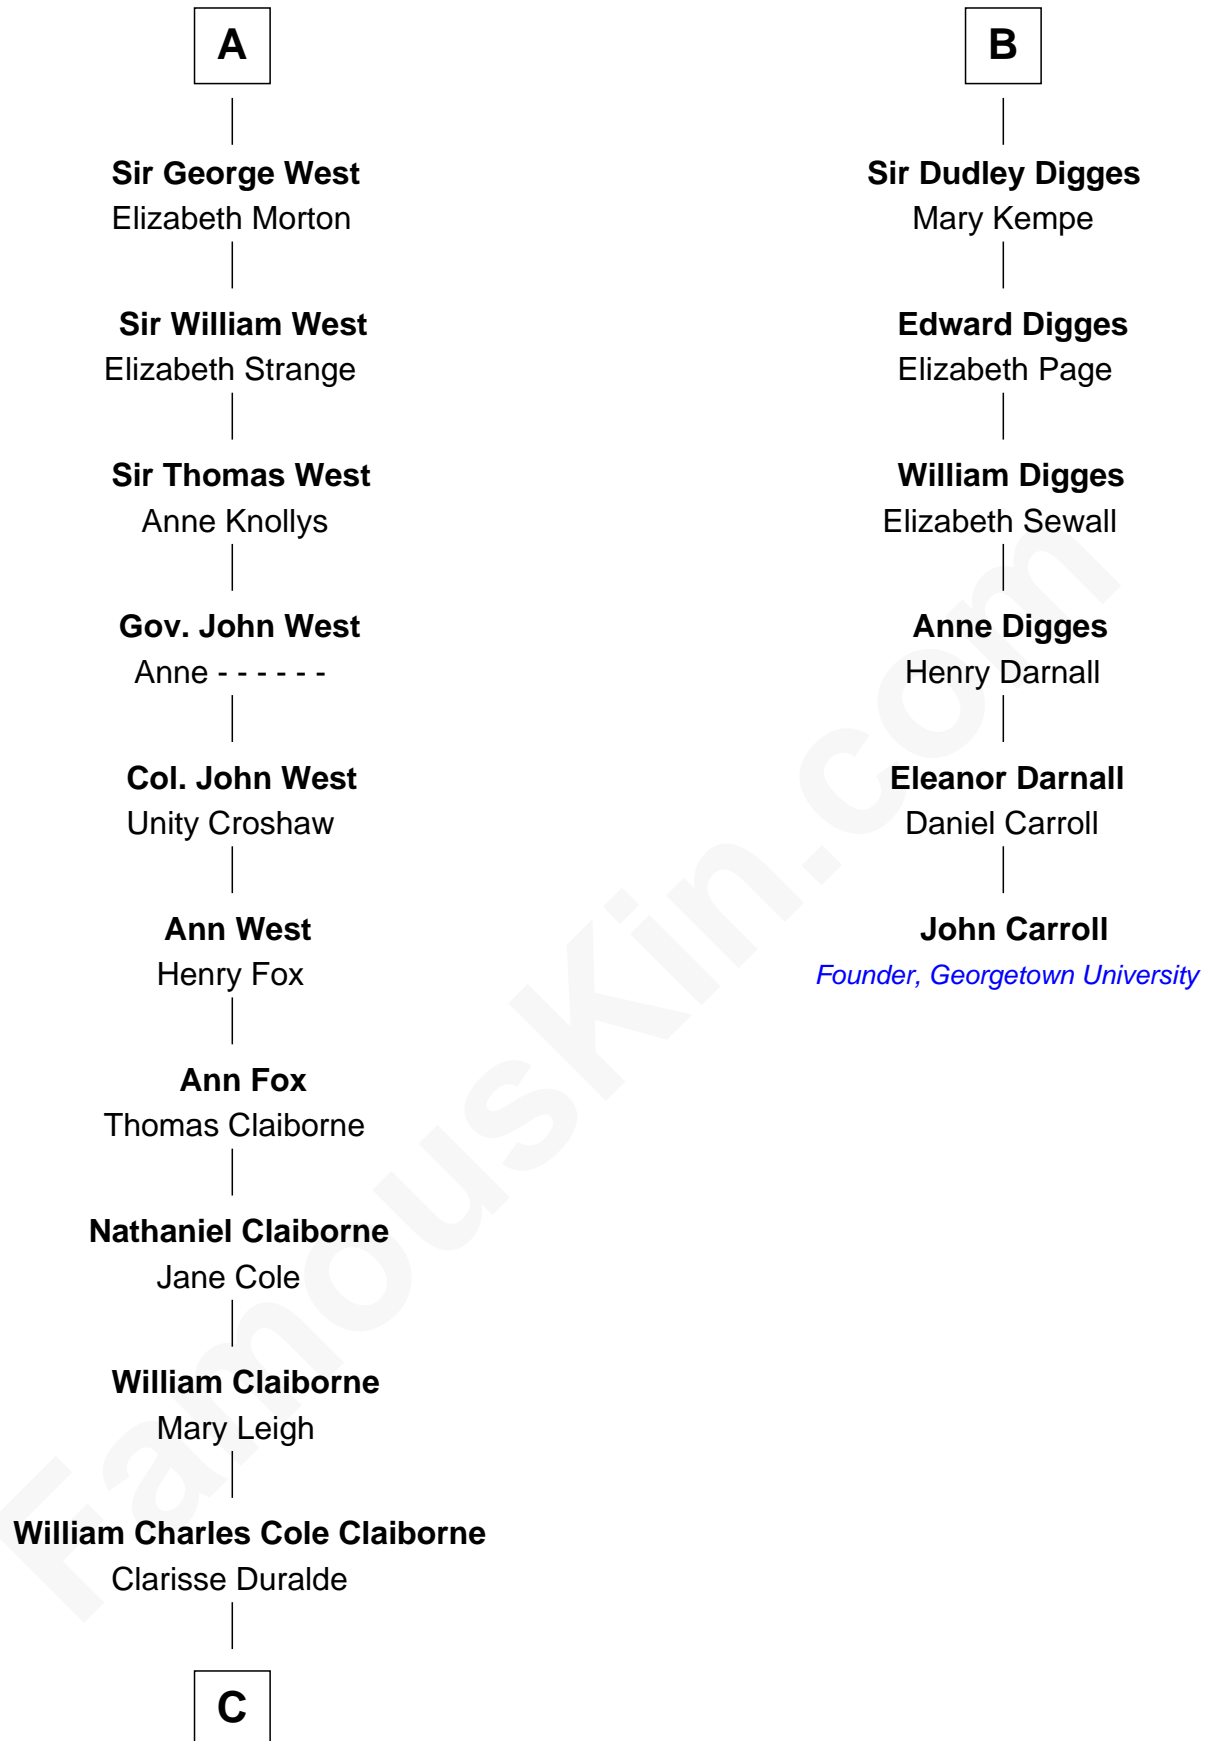 A
Sir George West
Elizabeth Morton
Sir William West
Elizabeth Strange
Sir Thomas West
Anne Knollys
Gov. John West
Anne - - - - - -
Col. John West
Unity Croshaw
Ann West
Henry Fox
Ann Fox
Thomas Claiborne
Nathaniel Claiborne
Jane Cole
William Claiborne
Mary Leigh
William Charles Cole Claiborne
Clarisse Duralde
C
B
Sir Dudley Digges
Mary Kempe
Edward Digges
Elizabeth Page
William Digges
Elizabeth Sewall
Anne Digges
Henry Darnall
Eleanor Darnall
Daniel Carroll
John Carroll
Founder, Georgetown University
FamousKin.com